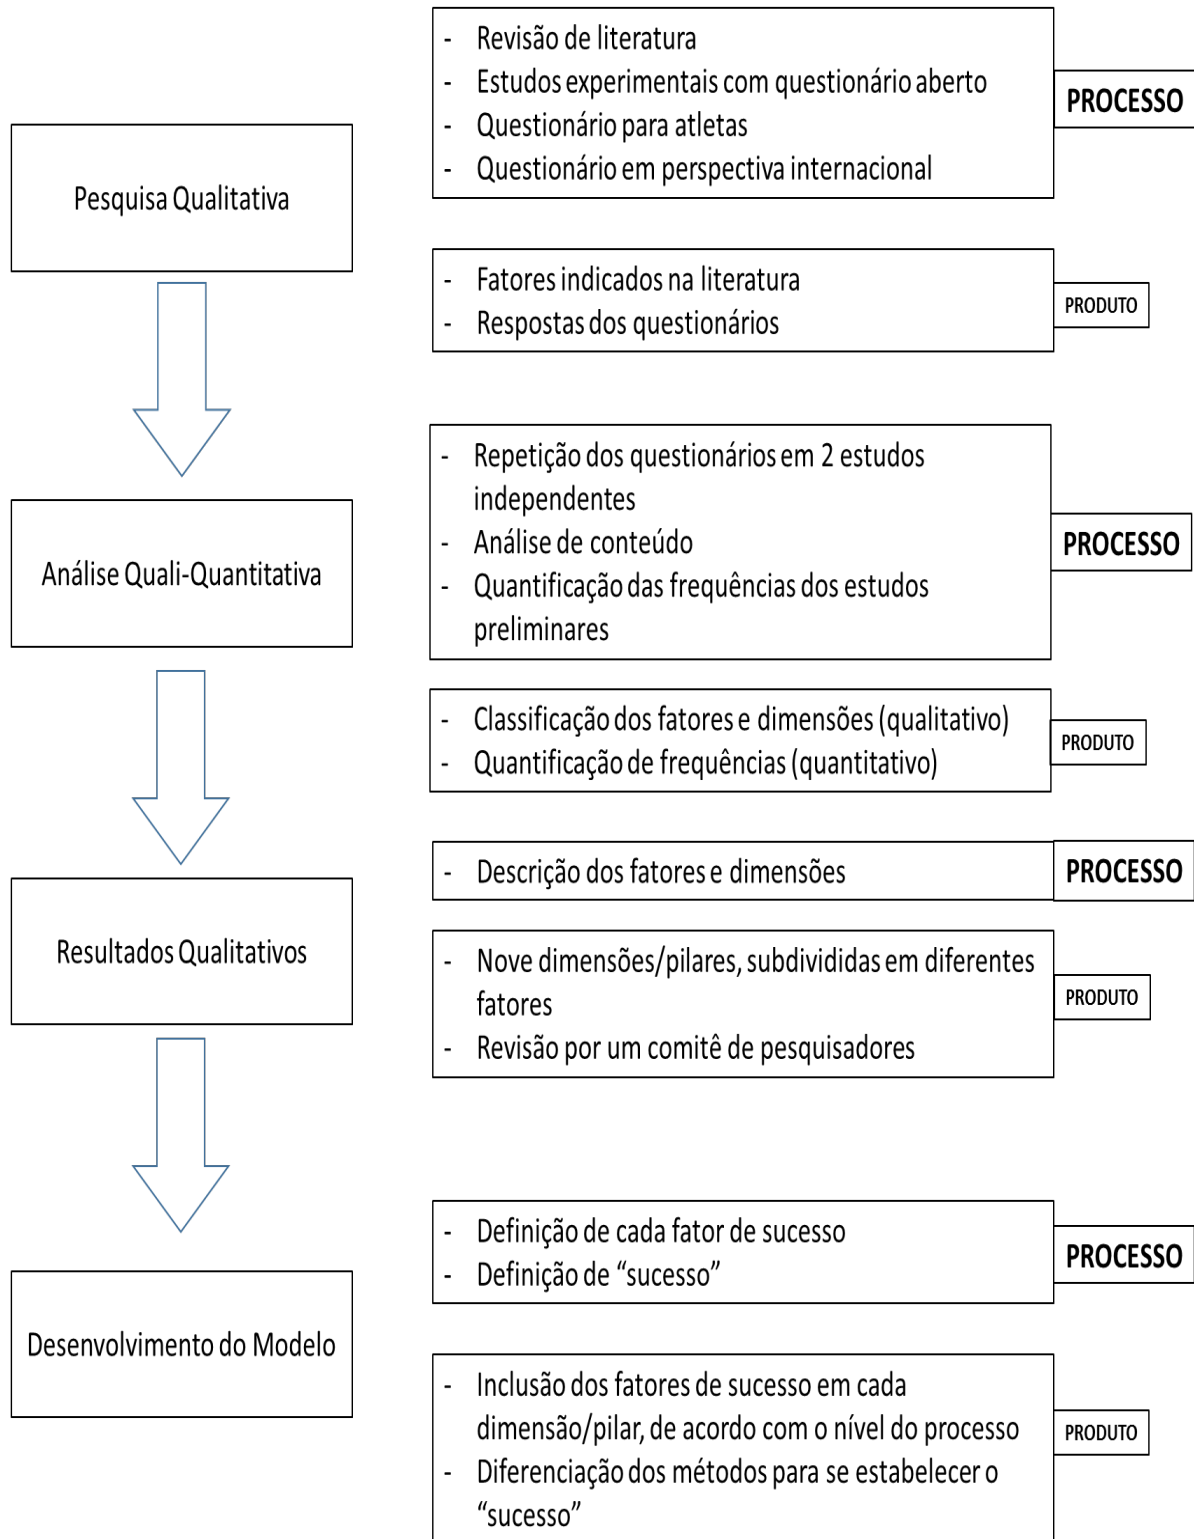 - Revisão de literatura
- Estudos experimentais com questionário aberto
- Questionário para atletas
- Questionário em perspectiva internacional
PROCESSO
Pesquisa Qualitativa
- Fatores indicados na literatura
- Respostas dos questionários
PRODUTO
- Repetição dos questionários em 2 estudos
independentes
- Análise de conteúdo
- Quantificação das frequências dos estudos
preliminares
PROCESSO
Análise Quali-Quantitativa
- Classificação dos fatores e dimensões (qualitativo)
- Quantificação de frequências (quantitativo)
PRODUTO
- Descrição dos fatores e dimensões
PROCESSO
Resultados Qualitativos
- Nove dimensões/pilares, subdivididas em diferentes
fatores
- Revisão por um comitê de pesquisadores
PRODUTO
- Definição de cada fator de sucesso
- Definição de “sucesso”
PROCESSO
Desenvolvimento do Modelo
- Inclusão dos fatores de sucesso em cada
dimensão/pilar, de acordo com o nível do processo
- Diferenciação dos métodos para se estabelecer o
“sucesso”
PRODUTO